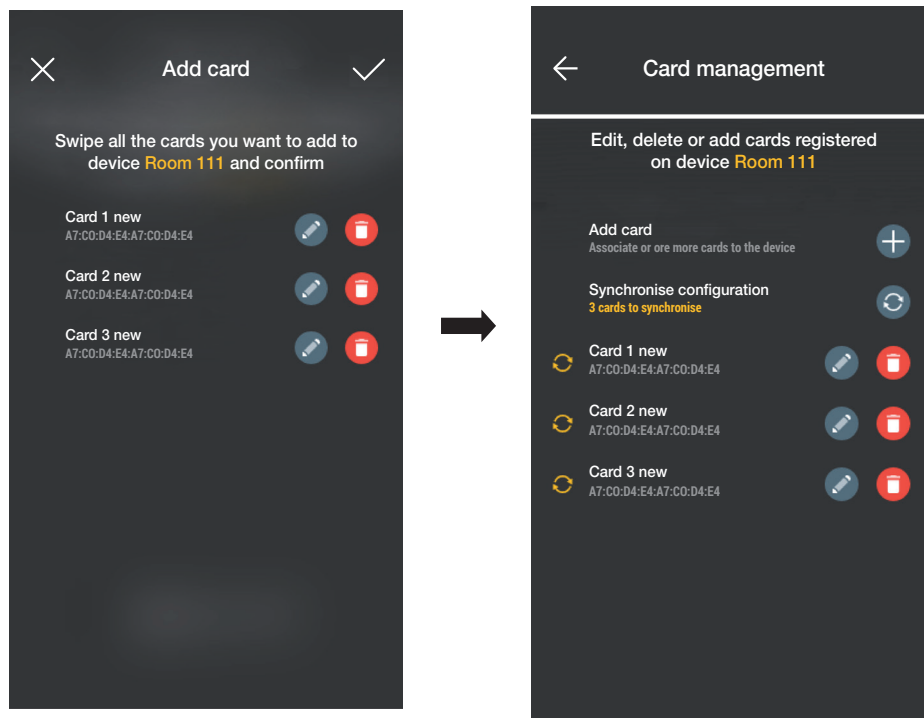 Add card
Swipe all the cards you want to add to
device Room 111 and confirm
Card 1 new
A7:C0:D4:E4:A7:C0:D4:E4
Card 2 new
A7:C0:D4:E4:A7:C0:D4:E4
Card 3 new
A7:C0:D4:E4:A7:C0:D4:E4
Card management
Edit, delete or add cards registered
on device Room 111
Add card
Associate or ore more cards to the device
Synchronise configuration
3 cards to synchronise
Card 1 new
A7:C0:D4:E4:A7:C0:D4:E4
Card 2 new
A7:C0:D4:E4:A7:C0:D4:E4
Card 3 new
A7:C0:D4:E4:A7:C0:D4:E4